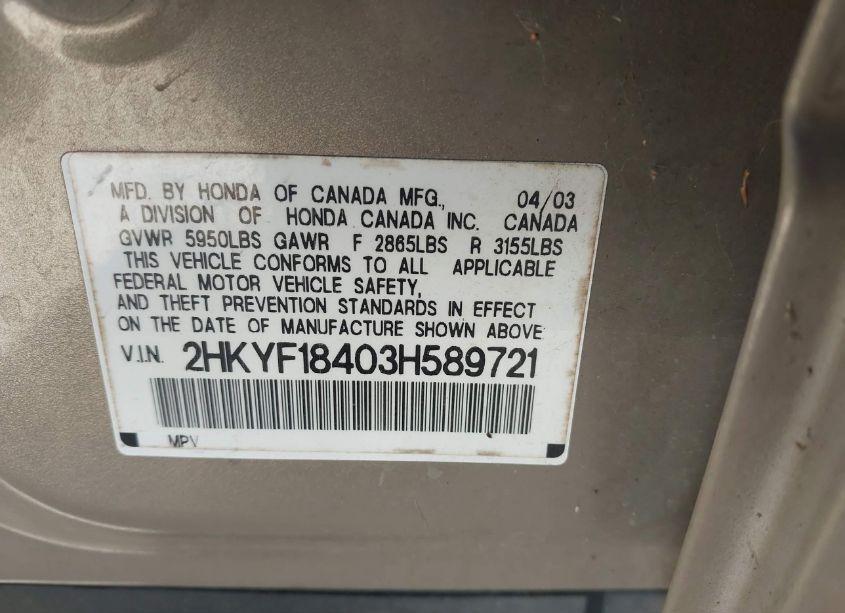 MFD. BY HONDA OF CANADA MFG., 04/03
A DIVISION OF HONDA CANADA INC. CANADA
GVWR 5950LBS GAWR F 2865LBS R 3155LBS
THIS VEHICLE CONFORMS TO ALL APPLICABLE
FEDERAL MOTOR VEHICLE SAFETY,
AND THEFT PREVENTION STANDARDS IN EFFECT
ON THE DATE OF MANUFACTURE SHOWN ABOVE.
V.I.N. 2HKYF18403H589721
MPV